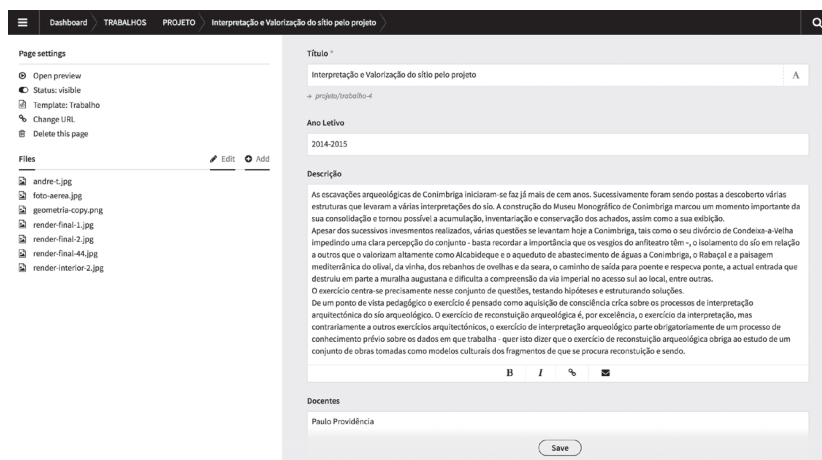 Dashboard TRABALHOS PROJETO Interpretação e Valorização do sítio pelo projeto
Page settings
Open preview
Status: visible
Template: Trabalho
Change URL
Delete this page
Files Edit Add
andre-t.jpg
foto-aerea.jpg
geometria-copy.png
render-final-1.jpg
render-final-2.jpg
render-final-44.jpg
render-interior-2.jpg
Título *
Interpretação e Valorização do sítio pelo projeto A
→ projeto/trabalho-4
Ano Letivo
2014-2015
Descrição
As escavações arqueológicas de Conimbriga iniciaram-se faz já mais de cem anos. Sucessivamente foram sendo postas a descoberto várias
estruturas que levaram a várias interpretações do sío. A construção do Museu Monográfico de Conimbriga marcou um momento importante da
sua consolidação e tornou possível a acumulação, inventariação e conservação dos achados, assim como a sua exibição.
Apesar dos sucessivos invesmentos realizados, várias questões se levantam hoje a Conimbriga, tais como o seu divórcio de Condeixa-a-Velha
impedindo uma clara percepção do conjunto - basta recordar a importância que os vesgios do anfiteatro têm -, o isolamento do sío em relação
a outros que o valorizam altamente como Alcabideque e o aqueduto de abastecimento de águas a Conimbriga, o Rabaçal e a paisagem
mediterrânica do olival, da vinha, dos rebanhos de ovelhas e da seara, o caminho de saída para poente e respecva ponte, a actual entrada que
destruiu em parte a muralha augustana e dificulta a compreensão da via imperial no acesso sul ao local, entre outras.
O exercício centra-se precisamente nesse conjunto de questões, testando hipóteses e estruturando soluções.
De um ponto de vista pedagógico o exercício é pensado como aquisição de consciência críca sobre os processos de interpretação
arquitectónica do sío arqueológico. O exercício de reconstuição arqueológica é, por excelência, o exercício da interpretação, mas
contrariamente a outros exercícios arquitectónicos, o exercício de interpretação arqueológico parte obrigatoriamente de um processo de
conhecimento prévio sobre os dados em que trabalha - quer isto dizer que o exercício de reconstuição arqueológica obriga ao estudo de um
conjunto de obras tomadas como modelos culturais dos fragmentos de que se procura reconstuição e sendo.
B I
Docentes
Paulo Providência
Save